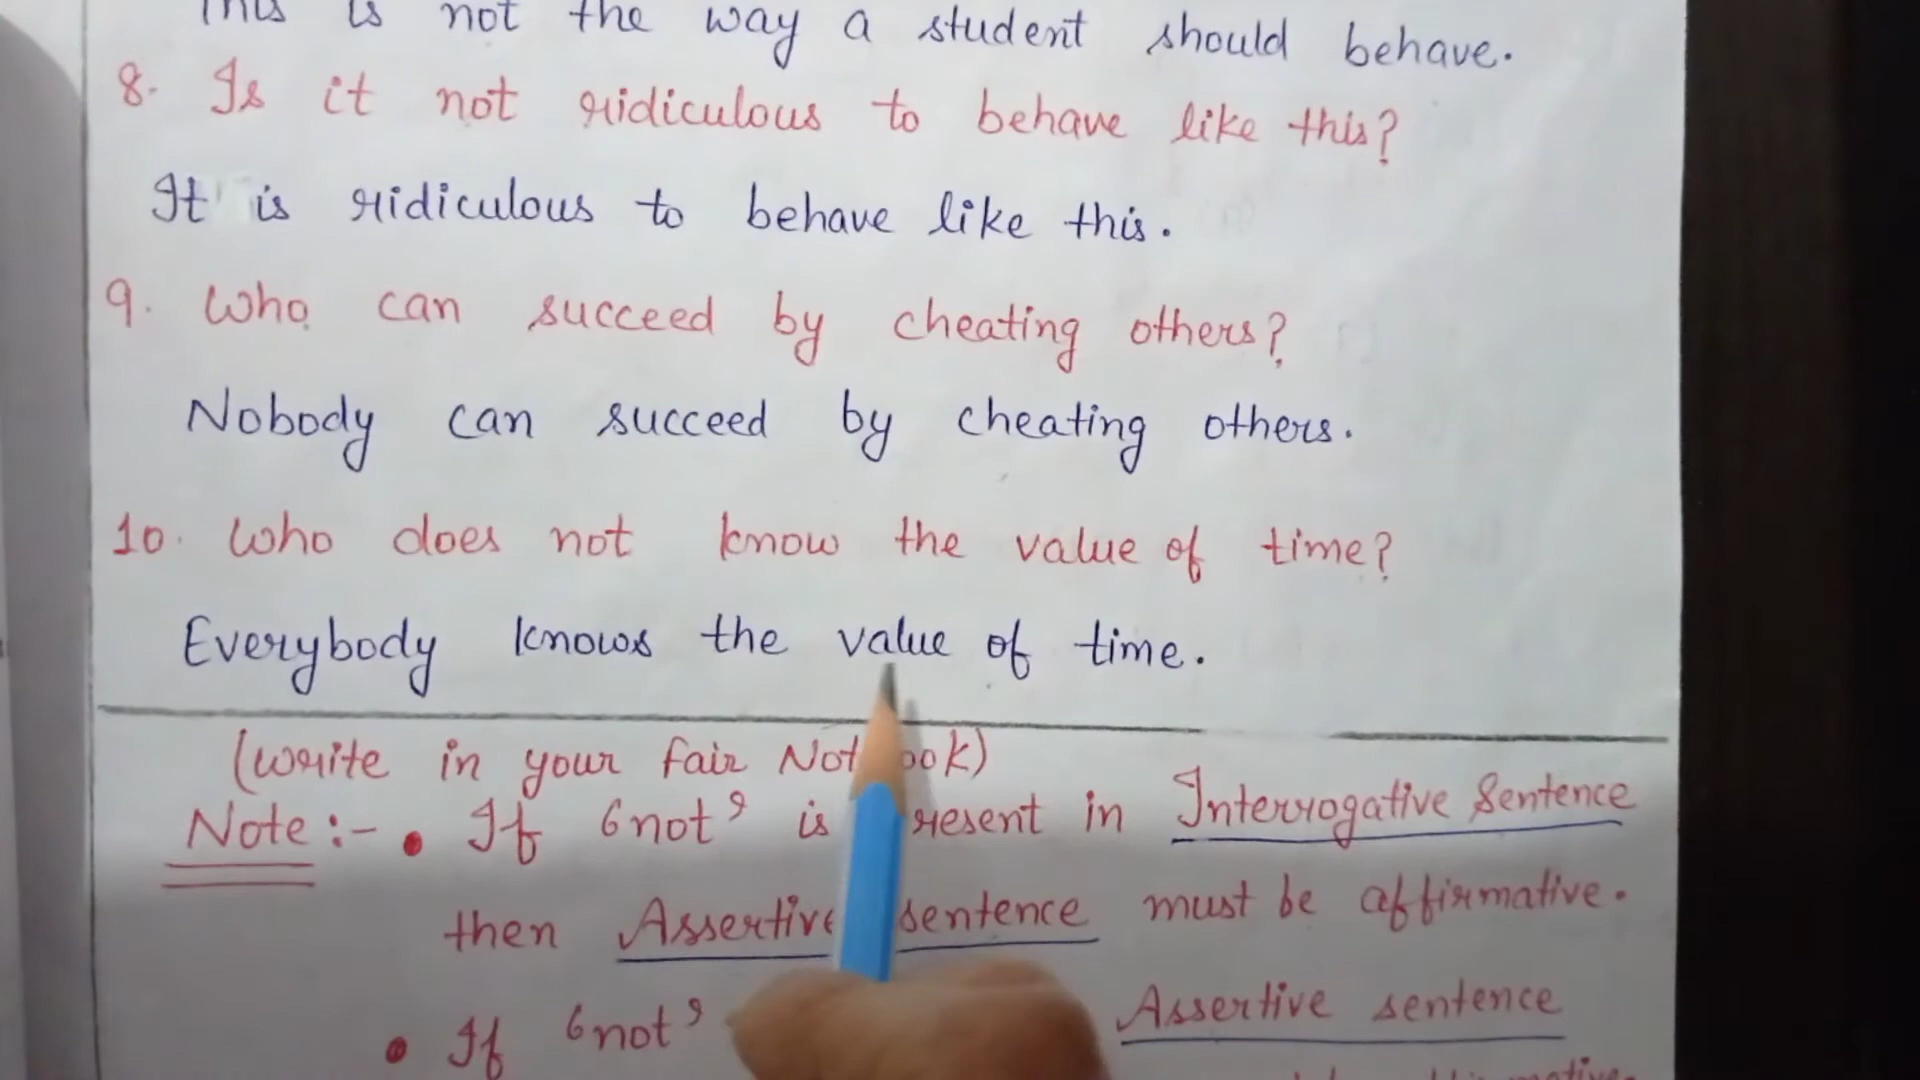 This is not the way a student should behave.
8. Is it not ridiculous to behave like this?
It is ridiculous to behave like this.
9. Who can succeed by cheating others?
Nobody can succeed by cheating others.
10. Who does not know the value of time?
Everybody knows the value of time.
(Write in your fair Notebook)
Note :- • If 'not' is present in Interrogative Sentence
then Assertive sentence must be affirmative.
• If 'not' Assertive sentence